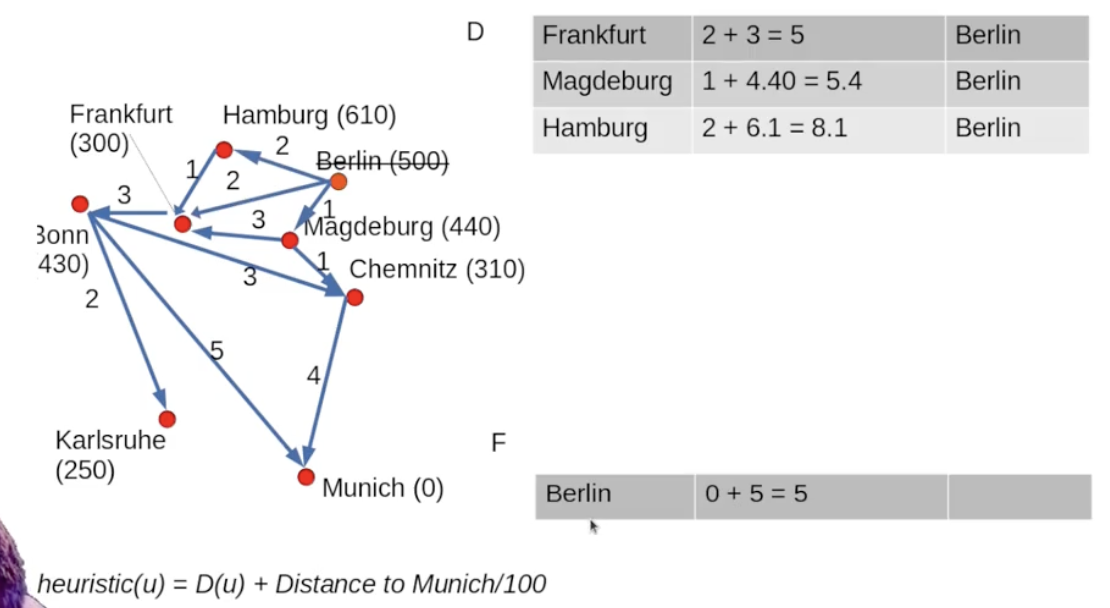 D
Frankfurt 2 + 3 = 5 Berlin
Magdeburg 1 + 4.40 = 5.4 Berlin
Hamburg 2 + 6.1 = 8.1 Berlin
Frankfurt
(300)
Hamburg (610)
2
Berlin (500)
1
2
3
1
3
Magdeburg (440)
Bonn
430)
1
Chemnitz (310)
3
2
5
4
Karlsruhe
(250)
Munich (0)
F
Berlin 0 + 5 = 5
heuristic(u) = D(u) + Distance to Munich/100